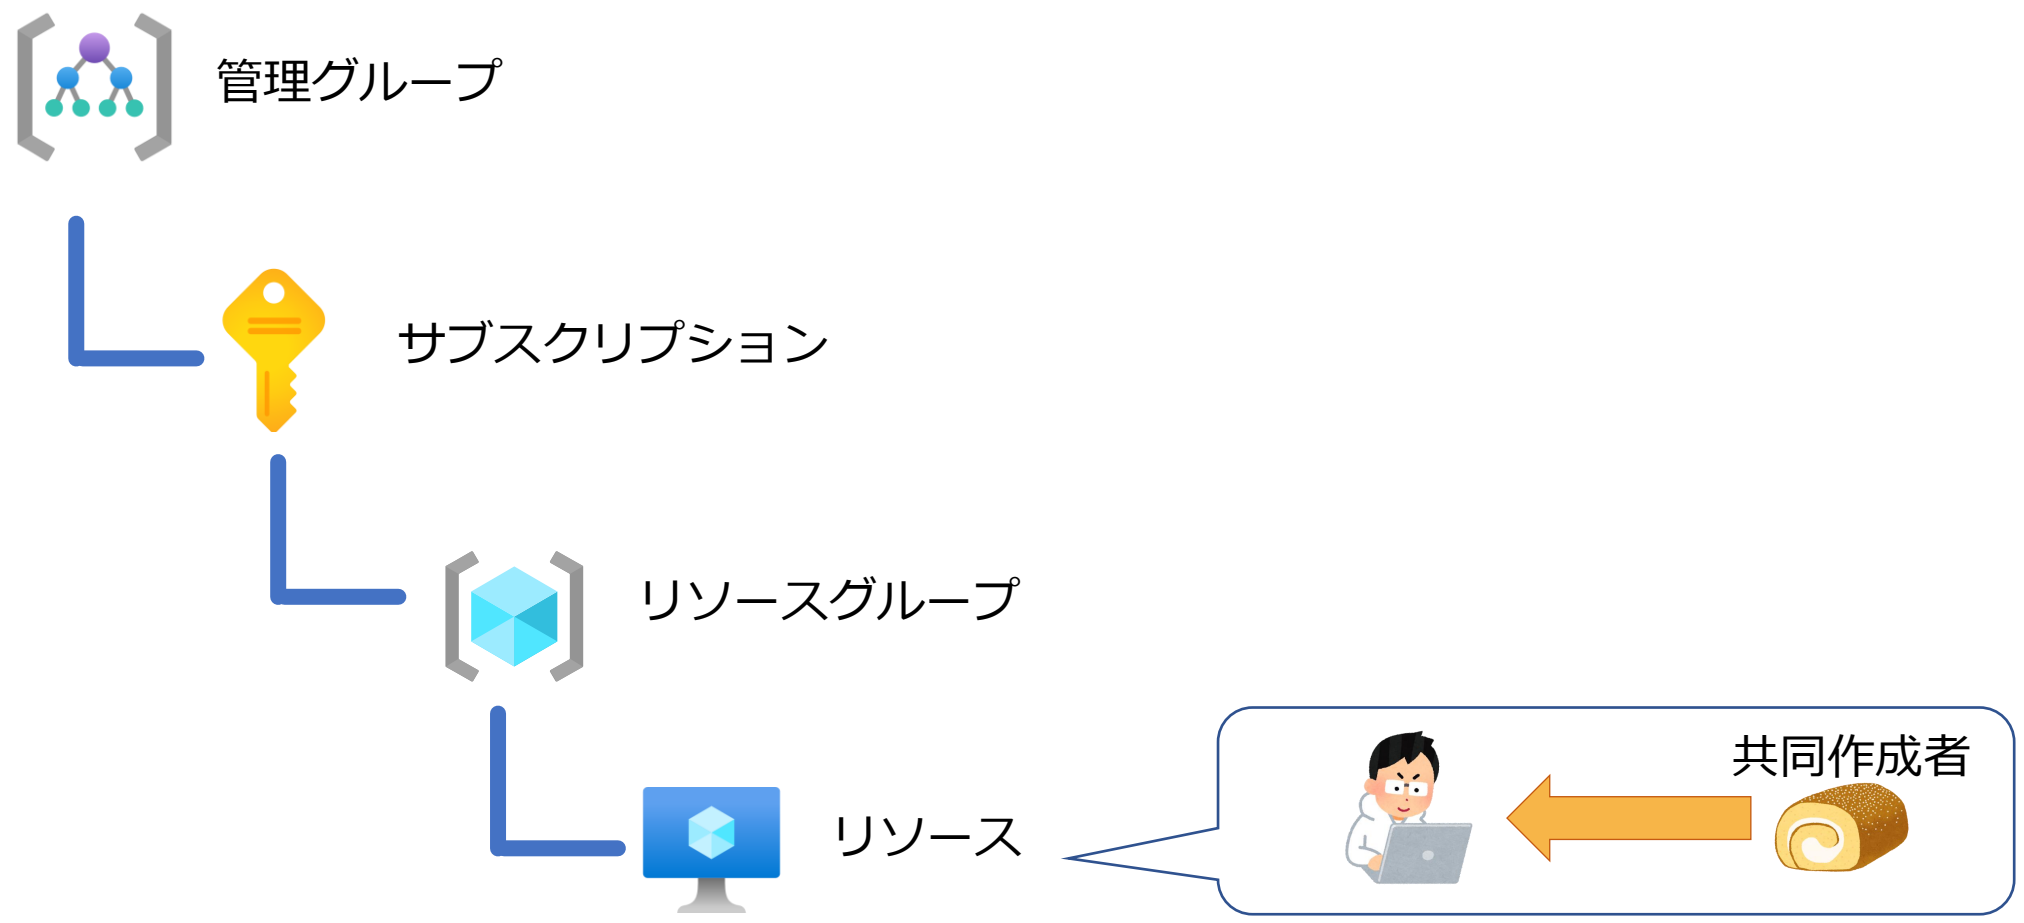 管理グループ
サブスクリプション
リソースグループ
リソース
共同作成者